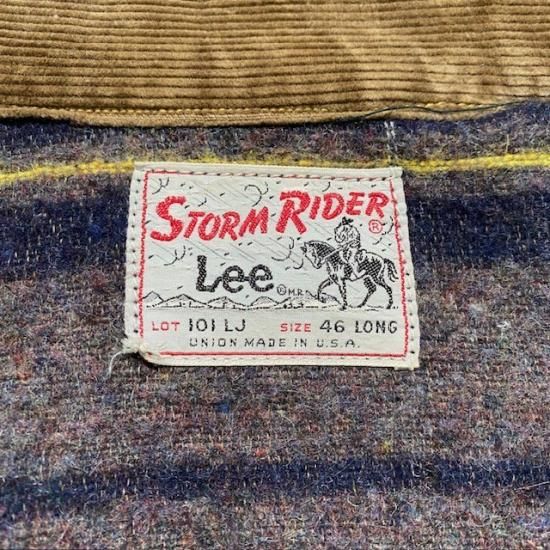 STORM RIDER ®
Lee ® M.R.
LOT 101 LJ SIZE 46 LONG
UNION MADE IN U.S.A.